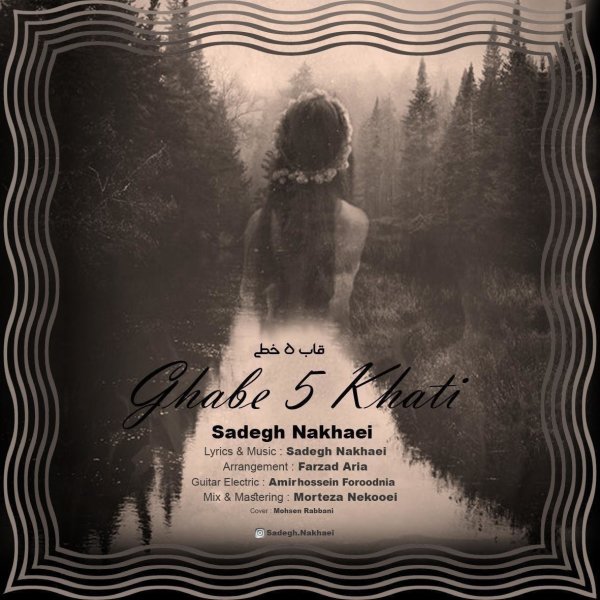 قاب ۵ خطی
Ghabe 5 Khati
Sadegh Nakhaei
Lyrics & Music : Sadegh Nakhaei
Arrangement : Farzad Aria
Guitar Electric : Amirhossein Foroodnia
Mix & Mastering : Morteza Nekooei
Cover : Mohsen Rabbani
Sadegh.Nakhaei